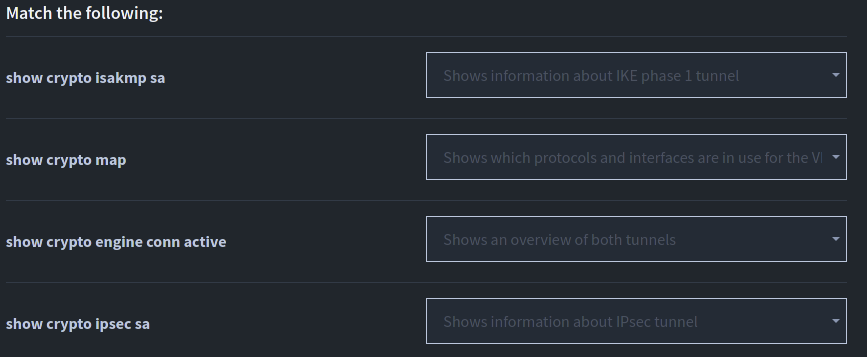 Match the following:
show crypto isakmp sa
Shows information about IKE phase 1 tunnel
show crypto map
Shows which protocols and interfaces are in use for the
show crypto engine conn active
Shows an overview of both tunnels
show crypto ipsec sa
Shows information about IPsec tunnel